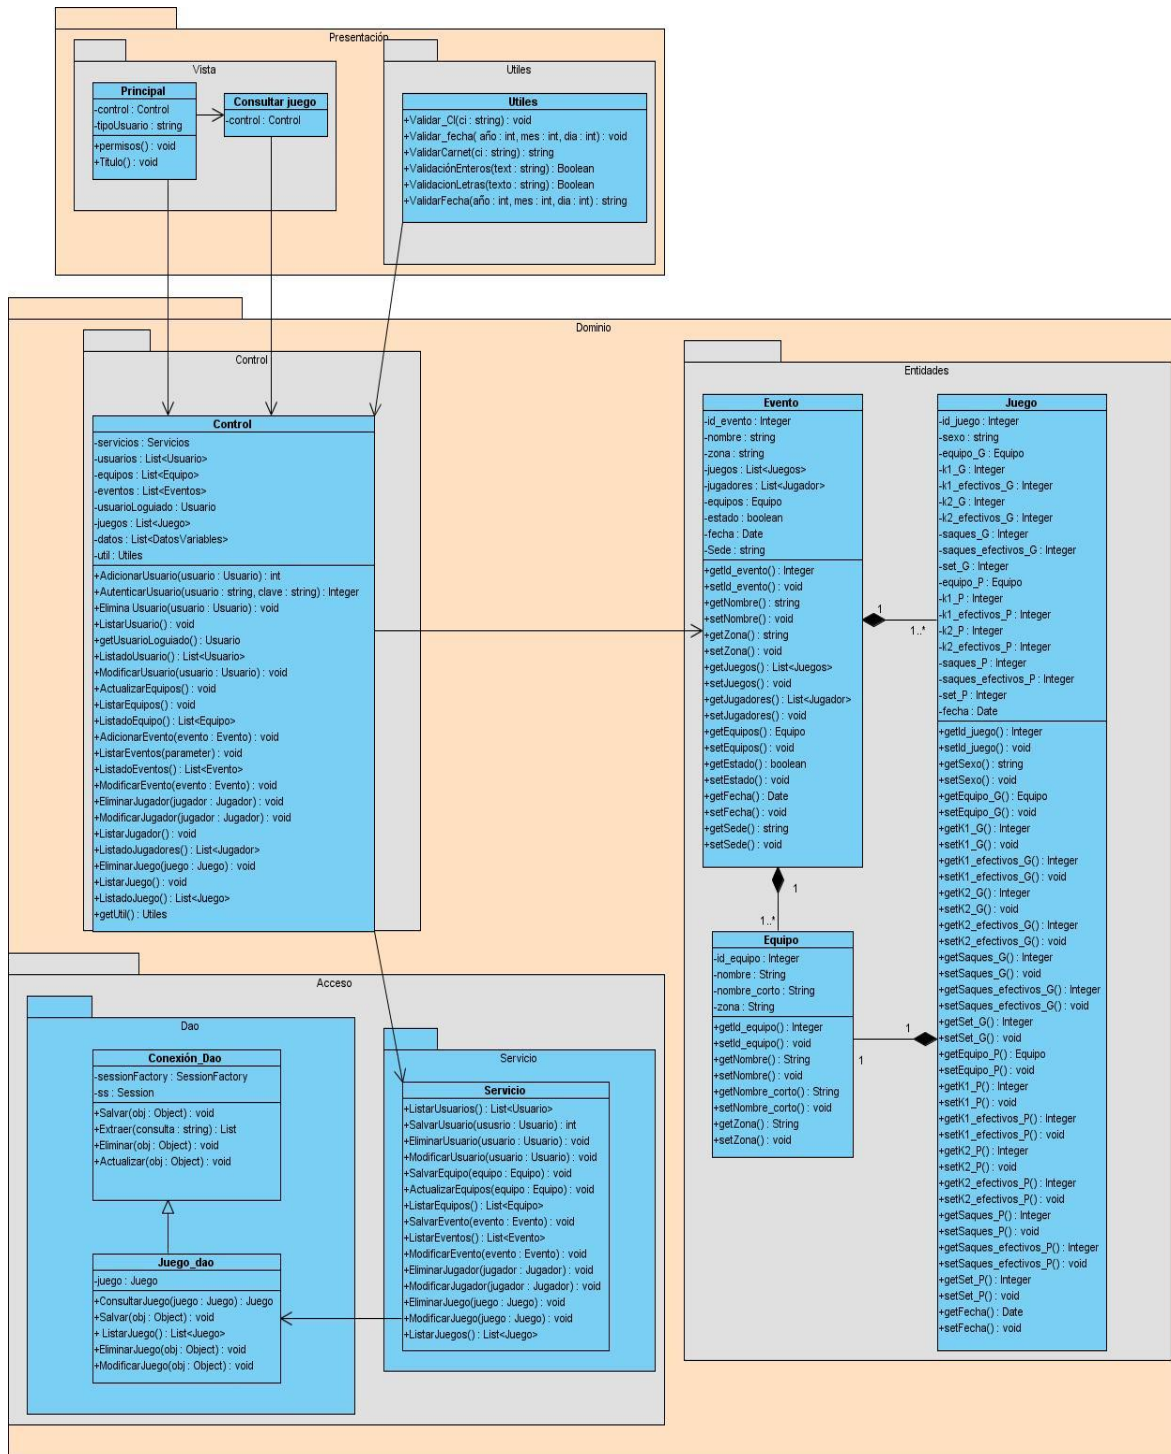 Presentación
Vista
Principal
-control : Control
-tipoUsuario : string
+permisos() : void
+Titulo() : void
Consultar juego
-control : Control
Utiles
Utiles
+Validar_CI(ci : string) : void
+Validar_fecha( año : int, mes : int, dia : int) : void
+ValidarCarnet(ci : string) : string
+ValidaciónEnteros(text : string) : Boolean
+ValidacionLetras(texto : string) : Boolean
+ValidarFecha(año : int, mes : int, dia : int) : string
Dominio
Control
Control
-servicios : Servicios
-usuarios : List<Usuario>
-equipos : List<Equipo>
-eventos : List<Eventos>
-usuarioLoguiado : Usuario
-juegos : List<Juego>
-datos : List<DatosVariables>
-util : Utiles
+AdicionarUsuario(usuario : Usuario) : int
+AutenticarUsuario(usuario : string, clave : string) : Integer
+Elimina Usuario(usuario : Usuario) : void
+ListarUsuario() : void
+getUsuarioLoguiado() : Usuario
+ListadoUsuario() : List<Usuario>
+ModificarUsuario(usuario : Usuario) : void
+ActualizarEquipos() : void
+ListarEquipos() : void
+ListadoEquipo() : List<Equipo>
+AdicionarEvento(evento : Evento) : void
+ListarEventos(parameter) : void
+ListadoEventos() : List<Evento>
+ModificarEvento(evento : Evento) : void
+EliminarJugador(jugador : Jugador) : void
+ModificarJugador(jugador : Jugador) : void
+ListarJugador() : void
+ListadoJugadores() : List<Jugador>
+EliminarJuego(juego : Juego) : void
+ListarJuego() : void
+ListadoJuego() : List<Juego>
+getUtil() : Utiles
Entidades
Evento
-id_evento : Integer
-nombre : string
-zona : string
-juegos : List<Juegos>
-jugadores : List<Jugador>
-equipos : Equipo
-estado : boolean
-fecha : Date
-Sede : string
+getId_evento() : Integer
+setId_evento() : void
+getNombre() : string
+setNombre() : void
+getZona() : string
+setZona() : void
+getJuegos() : List<Juegos>
+setJuegos() : void
+getJugadores() : List<Jugador>
+setJugadores() : void
+getEquipos() : Equipo
+setEquipos() : void
+getEstado() : boolean
+setEstado() : void
+getFecha() : Date
+setFecha() : void
+getSede() : string
+setSede() : void
1
1..*
1
1..*
Juego
-id_juego : Integer
-sexo : string
-equipo_G : Equipo
-k1_G : Integer
-k1_efectivos_G : Integer
-k2_G : Integer
-k2_efectivos_G : Integer
-saques_G : Integer
-saques_efectivos_G : Integer
-set_G : Integer
-equipo_P : Equipo
-k1_P : Integer
-k1_efectivos_P : Integer
-k2_P : Integer
-k2_efectivos_P : Integer
-saques_P : Integer
-saques_efectivos_P : Integer
-set_P : Integer
-fecha : Date
+getId_juego() : Integer
+setId_juego() : void
+getSexo() : string
+setSexo() : void
+getEquipo_G() : Equipo
+setEquipo_G() : void
+getK1_G() : Integer
+setK1_G() : void
+getK1_efectivos_G() : Integer
+setK1_efectivos_G() : void
+getK2_G() : Integer
+setK2_G() : void
+getK2_efectivos_G() : Integer
+setK2_efectivos_G() : void
+getSaques_G() : Integer
+setSaques_G() : void
+getSaques_efectivos_G() : Integer
+setSaques_efectivos_G() : void
+getSet_G() : Integer
+setSet_G() : void
+getEquipo_P() : Equipo
+setEquipo_P() : void
+getK1_P() : Integer
+setK1_P() : void
+getK1_efectivos_P() : Integer
+setK1_efectivos_P() : void
+getK2_P() : Integer
+setK2_P() : void
+getK2_efectivos_P() : Integer
+setK2_efectivos_P() : void
+getSaques_P() : Integer
+setSaques_P() : void
+getSaques_efectivos_P() : Integer
+setSaques_efectivos_P() : void
+getSet_P() : Integer
+setSet_P() : void
+getFecha() : Date
+setFecha() : void
Equipo
-id_equipo : Integer
-nombre : String
-nombre_corto : String
-zona : String
+getId_equipo() : Integer
+setId_equipo() : void
+getNombre() : String
+setNombre() : void
+getNombre_corto() : String
+setNombre_corto() : void
+getZona() : String
+setZona() : void
1
1
Acceso
Dao
Conexión_Dao
-sessionFactory : SessionFactory
-ss : Session
+Salvar(obj : Object) : void
+Extraer(consulta : string) : List
+Eliminar(obj : Object) : void
+Actualizar(obj : Object) : void
Juego_dao
-juego : Juego
+ConsultarJuego(juego : Juego) : Juego
+Salvar(obj : Object) : void
+ ListarJuego() : List<Juego>
+EliminarJuego(obj : Object) : void
+ModificarJuego(obj : Object) : void
Servicio
Servicio
+ListarUsuarios() : List<Usuario>
+SalvarUsuario(ususrio : Usuario) : int
+EliminarUsuario(usuario : Usuario) : void
+ModificarUsuario(usuario : Usuario) : void
+SalvarEquipo(equipo : Equipo) : void
+ActualizarEquipos(equipo : Equipo) : void
+ListarEquipos() : List<Equipo>
+SalvarEvento(evento : Evento) : void
+ListarEventos() : List<Evento>
+ModificarEvento(evento : Evento) : void
+EliminarJugador(jugador : Jugador) : void
+ModificarJugador(jugador : Jugador) : void
+EliminarJuego(juego : Juego) : void
+ModificarJuego(juego : Juego) : void
+ListarJuegos() : List<Juego>